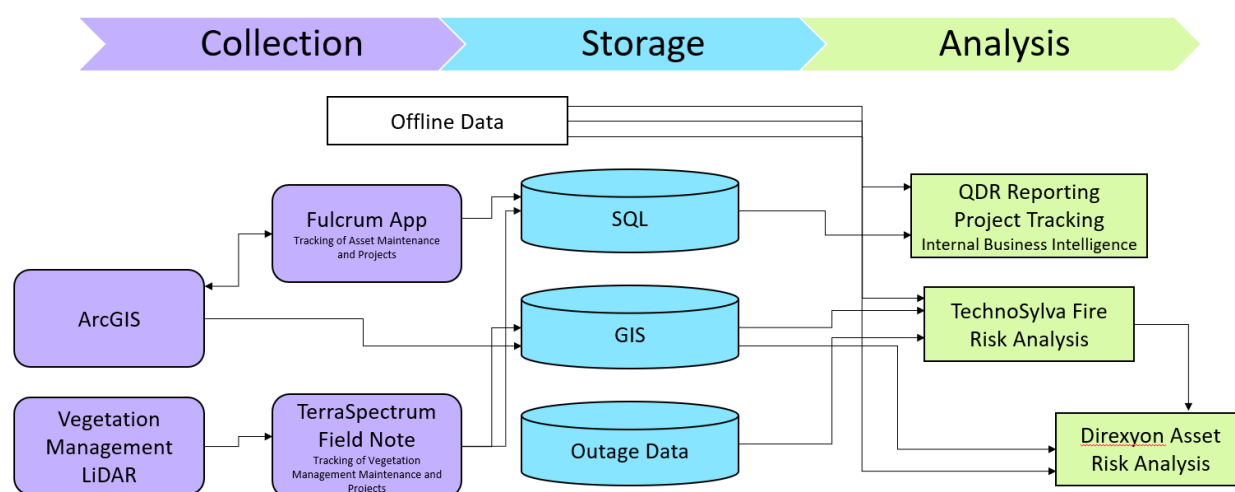 Collection
Storage
Analysis
Offline Data
Fulcrum App
Tracking of Asset Maintenance
and Projects
SQL
QDR Reporting
Project Tracking
Internal Business Intelligence
ArcGIS
GIS
TechnoSylva Fire
Risk Analysis
Vegetation
Management
LiDAR
TerraSpectrum
Field Note
Tracking of Vegetation
Management Maintenance and
Projects
Outage Data
Direxyon Asset
Risk Analysis